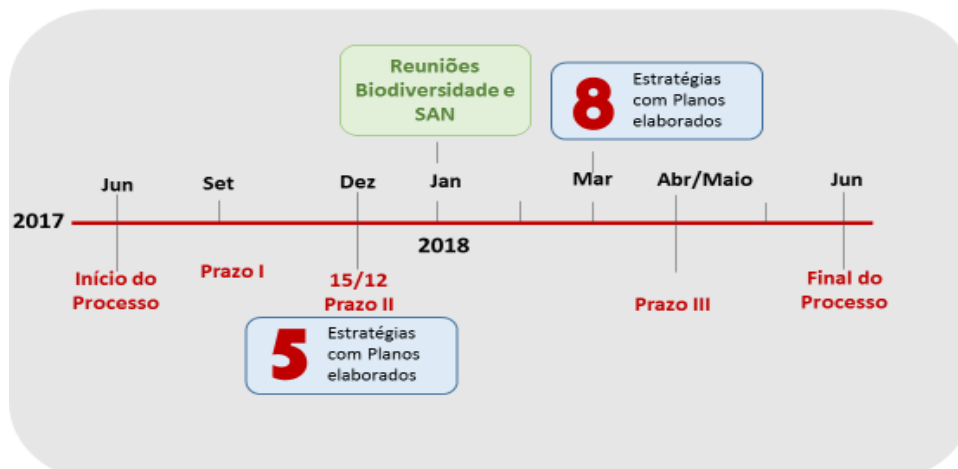 Reuniões
Biodiversidade e
SAN
8
Estratégias
com Planos
elaborados
Jun
Set
Dez
Jan
Mar
Abr/Maio
Jun
2017
2018
Início do
Processo
Prazo I
15/12
Prazo II
Prazo III
Final do
Processo
5
Estratégias
com Planos
elaborados